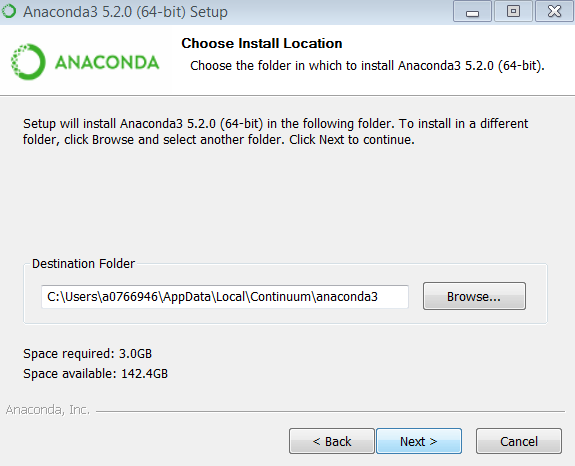 Anaconda3 5.2.0 (64-bit) Setup
ANACONDA
Choose Install Location
Choose the folder in which to install Anaconda3 5.2.0 (64-bit).
Setup will install Anaconda3 5.2.0 (64-bit) in the following folder. To install in a different
folder, click Browse and select another folder. Click Next to continue.
Destination Folder
C:\Users\a0766946\AppData\Local\Continuum\anaconda3
Browse...
Space required: 3.0GB
Space available: 142.4GB
Anaconda, Inc.
< Back
Next >
Cancel